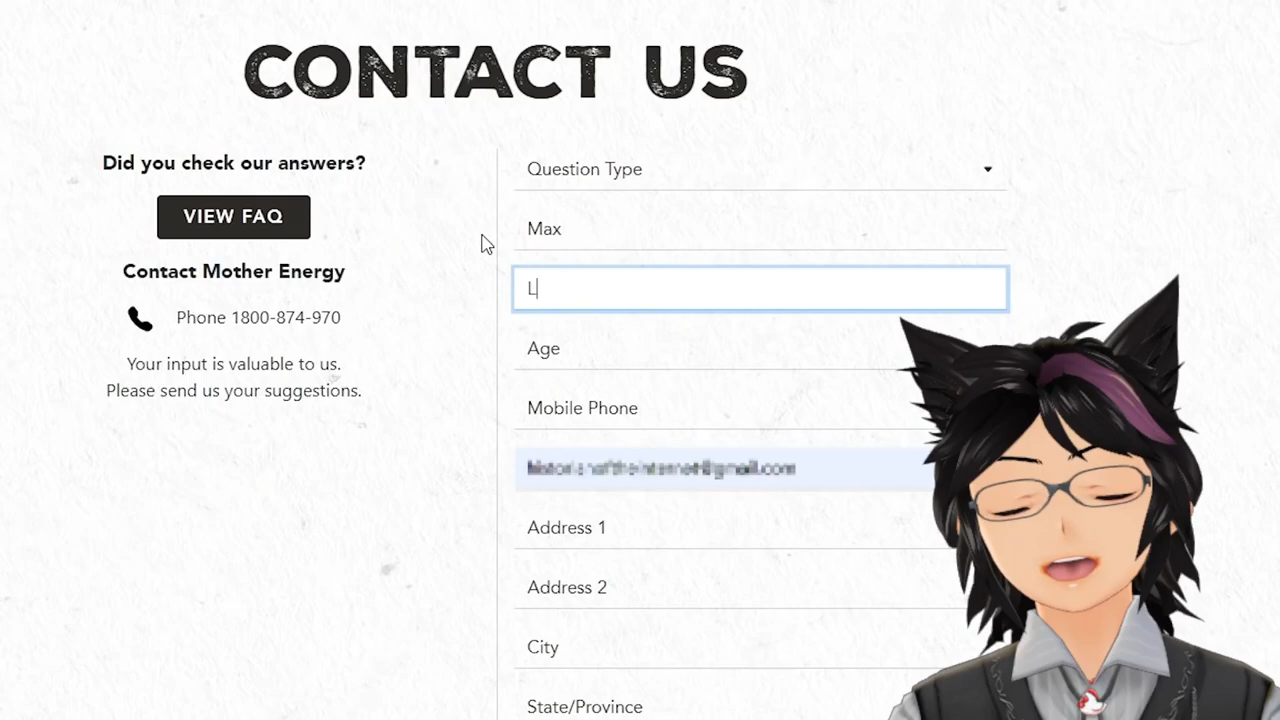 CONTACT US
Did you check our answers?
VIEW FAQ
Contact Mother Energy
Phone 1800-874-970
Your input is valuable to us.
Please send us your suggestions.
Question Type
Max
L
Age
Mobile Phone
Address 1
Address 2
City
State/Province